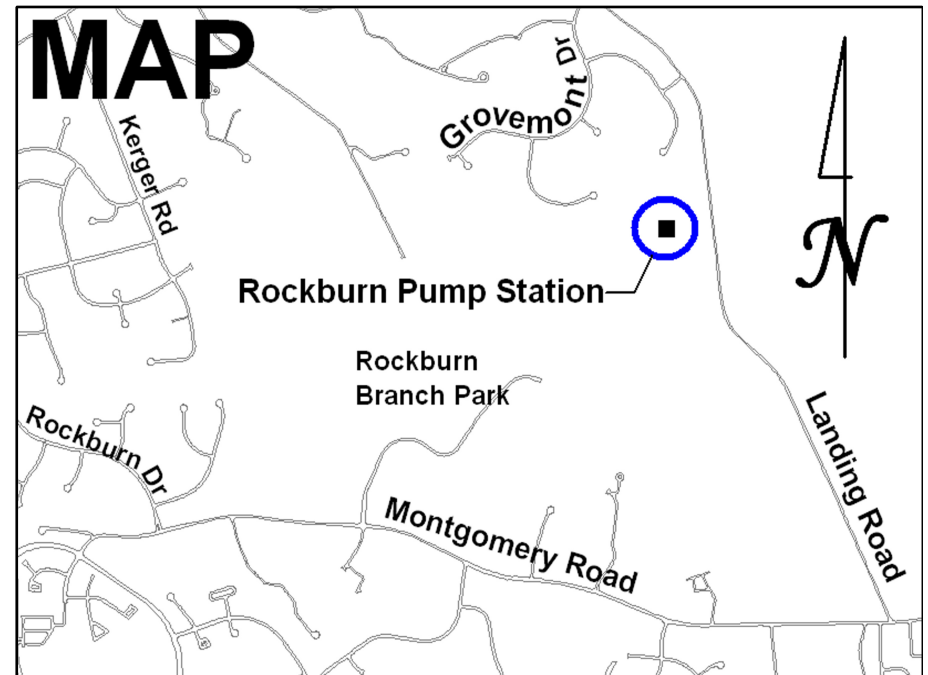 MAP
Grovemont Dr
Kerger Rd
N
Rockburn Pump Station
Rockburn
Branch Park
Rockburn Dr
Landing Road
Montgomery Road